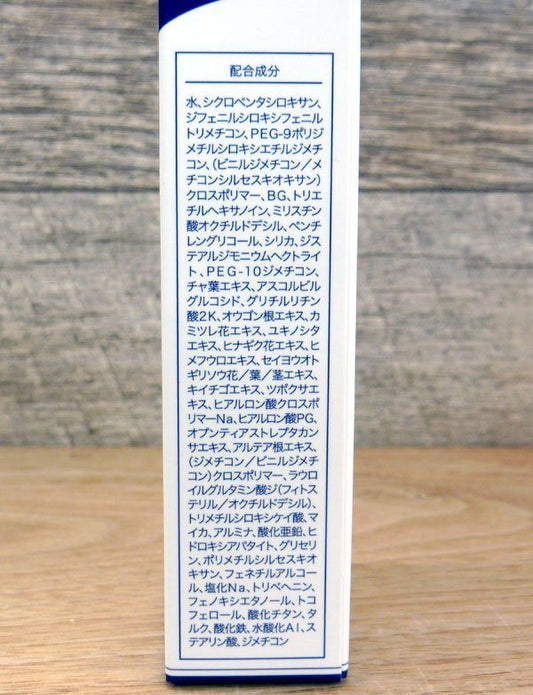 配合成分
水、シクロペンタシロキサン、
ジフェニルシロキシフェニル
トリメチコン、PEG-9ポリジ
メチルシロキシエチルジメチ
コン、(ビニルジメチコン／メ
チコンシルセスキオキサン)
クロスポリマー、BG、トリエ
チルヘキサノイン、ミリスチン
酸オクチルドデシル、ペンチ
レングリコール、シリカ、ジス
テアルジモニウムヘクトライ
ト、PEG-10ジメチコン、
チャ葉エキス、アスコルビル
グルコシド、グリチルリチン
酸2K、オウゴン根エキス、カ
ミツレ花エキス、ユキノシタ
エキス、ヒナギク花エキス、ヒ
メフウロエキス、セイヨウオト
ギリソウ花／葉／茎エキス、
キイチゴエキス、ツボクサエ
キス、ヒアルロン酸クロスポ
リマーNa、ヒアルロン酸PG、
オプンティアストレプタカン
サエキス、アルテア根エキス、
(ジメチコン／ビニルジメチ
コン)クロスポリマー、ラウロ
イルグルタミン酸ジ(フィトス
テリル／オクチルドデシル)、
トリメチルシロキシケイ酸、マ
イカ、アルミナ、酸化亜鉛、ヒ
ドロキシアパタイト、グリセリ
ン、ポリメチルシルセスキオ
キサン、フェネチルアルコー
ル、塩化Na、トリベヘニン、
フェノキシエタノール、トコ
フェロール、酸化チタン、タ
ルク、酸化鉄、水酸化Al、ス
テアリン酸、ジメチコン